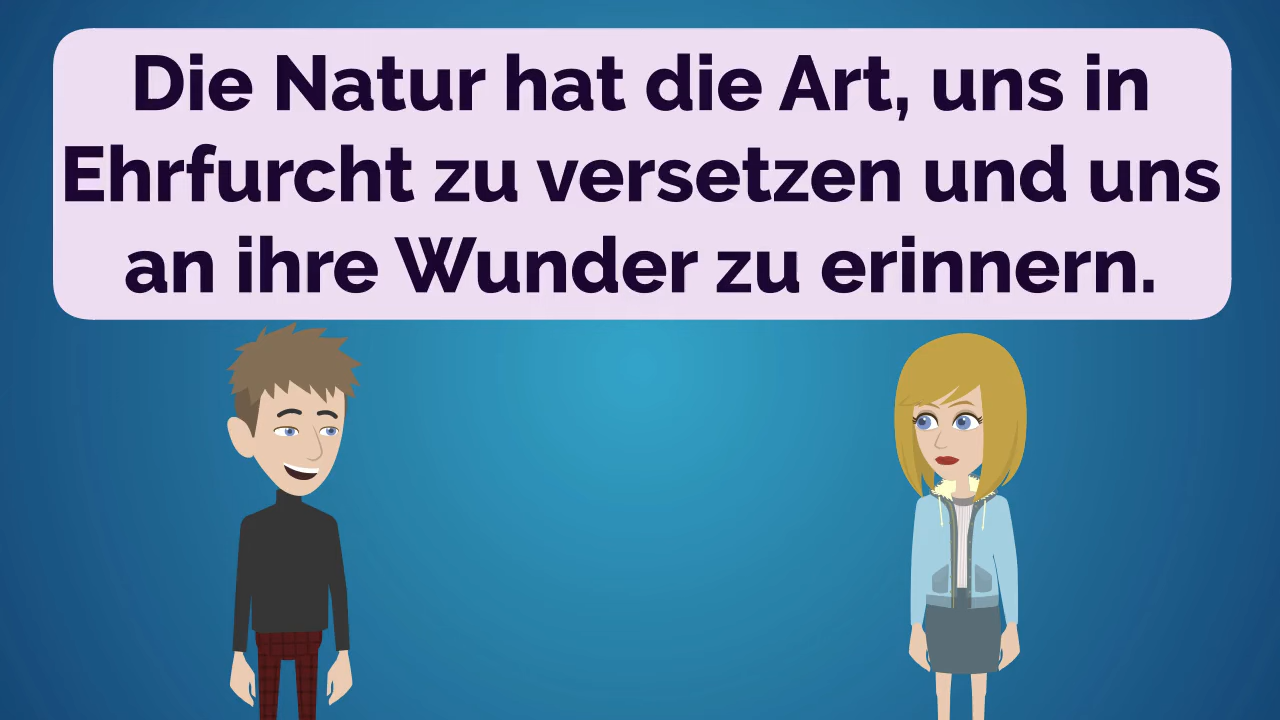 Die Natur hat die Art, uns in
Ehrfurcht zu versetzen und uns
an ihre Wunder zu erinnern.